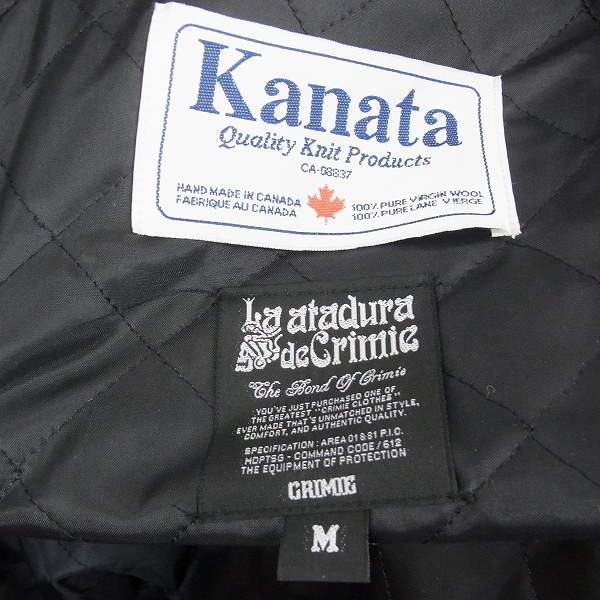 Kanata
Quality Knit Products
CA-08337
HAND MADE IN CANADA
FABRIQUE AU CANADA
100% PURE VIRGIN WOOL
100% PURE LANE VIERGE
La atadura
de Crimie
The Bond Of Crimie
YOU'VE JUST PURCHASED ONE OF
THE GREATEST "CRIMIE CLOTHES"
EVER MADE THAT'S UNMATCHED IN STYLE,
COMFORT, AND AUTHENTIC QUALITY.
SPECIFICATION : AREA 01 & 81 P.I.C.
HDPTSG - COMMAND CODE / 612
THE EQUIPMENT OF PROTECTION
CRIMIE
M